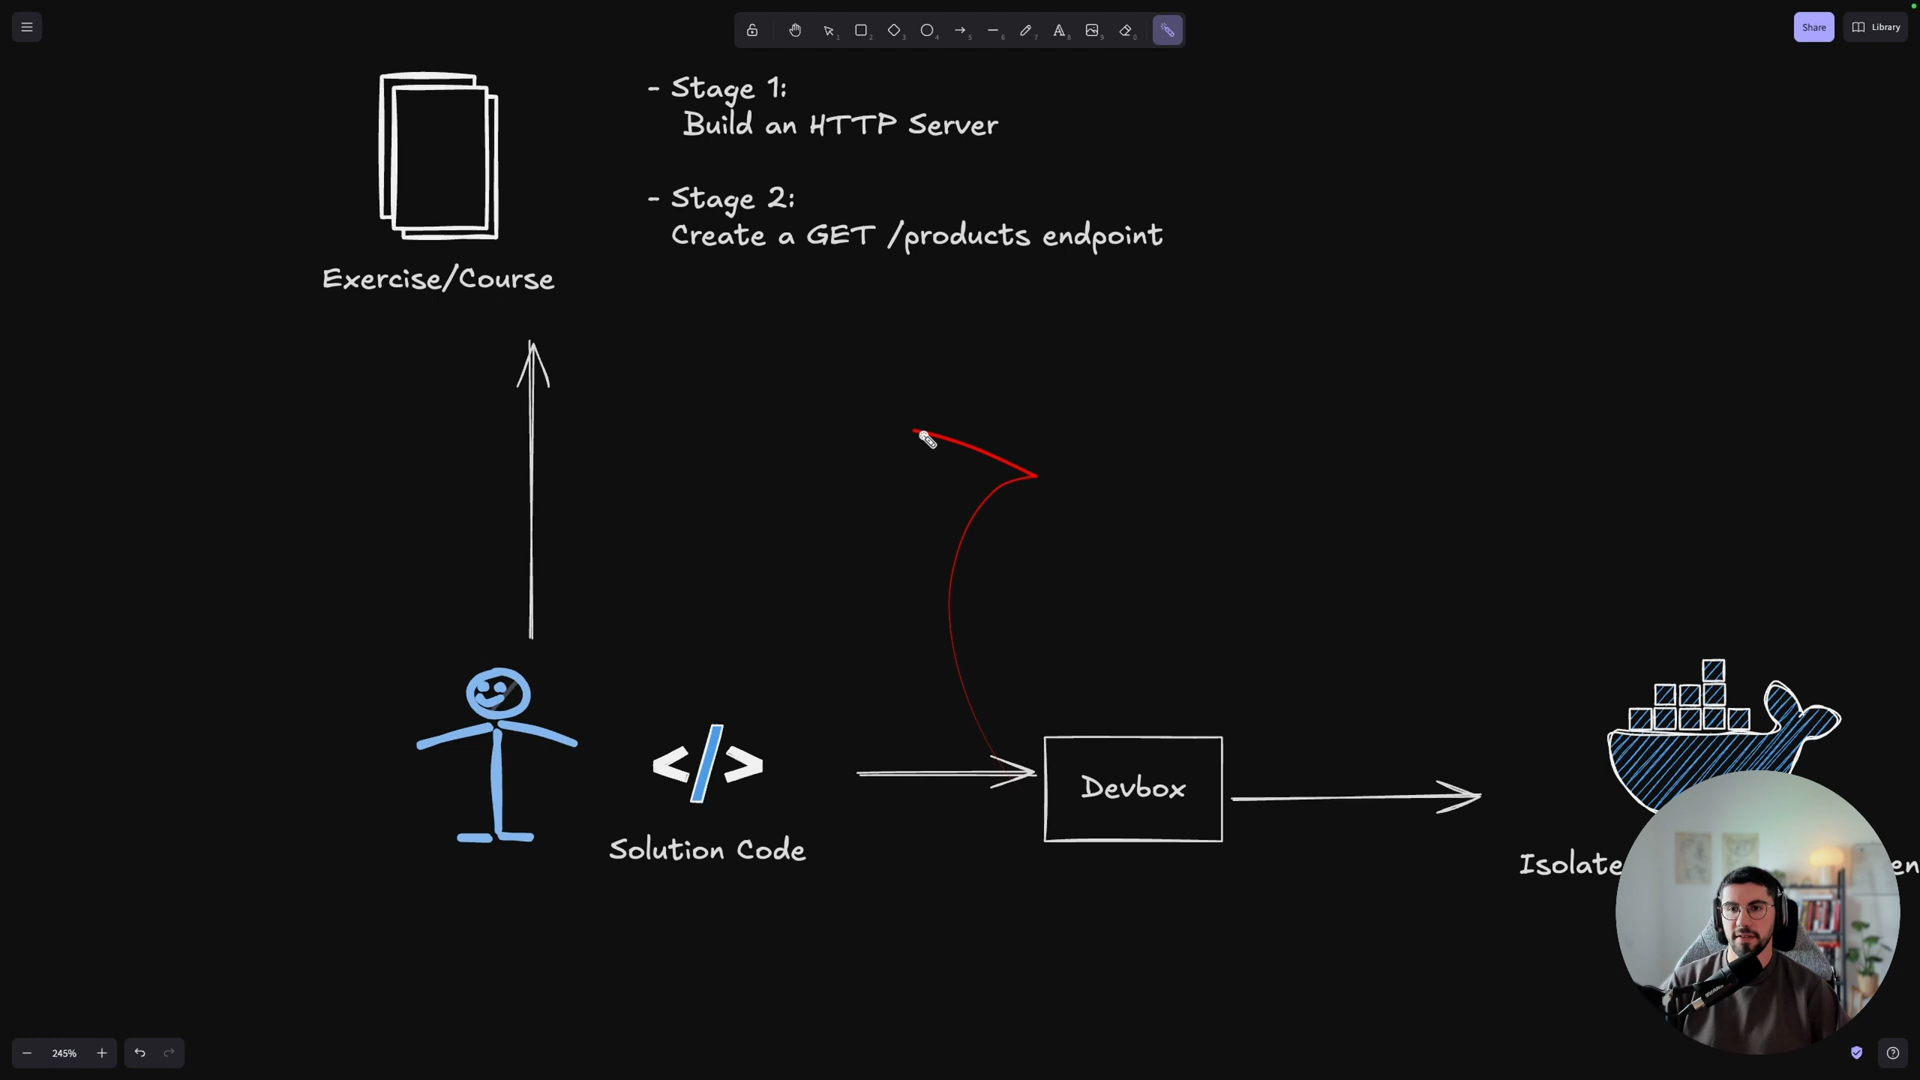 Share
Library
- Stage 1:
Build an HTTP Server
- Stage 2:
Create a GET /products endpoint
Exercise/Course
</>
Solution Code
Devbox
Isolate
en
245%